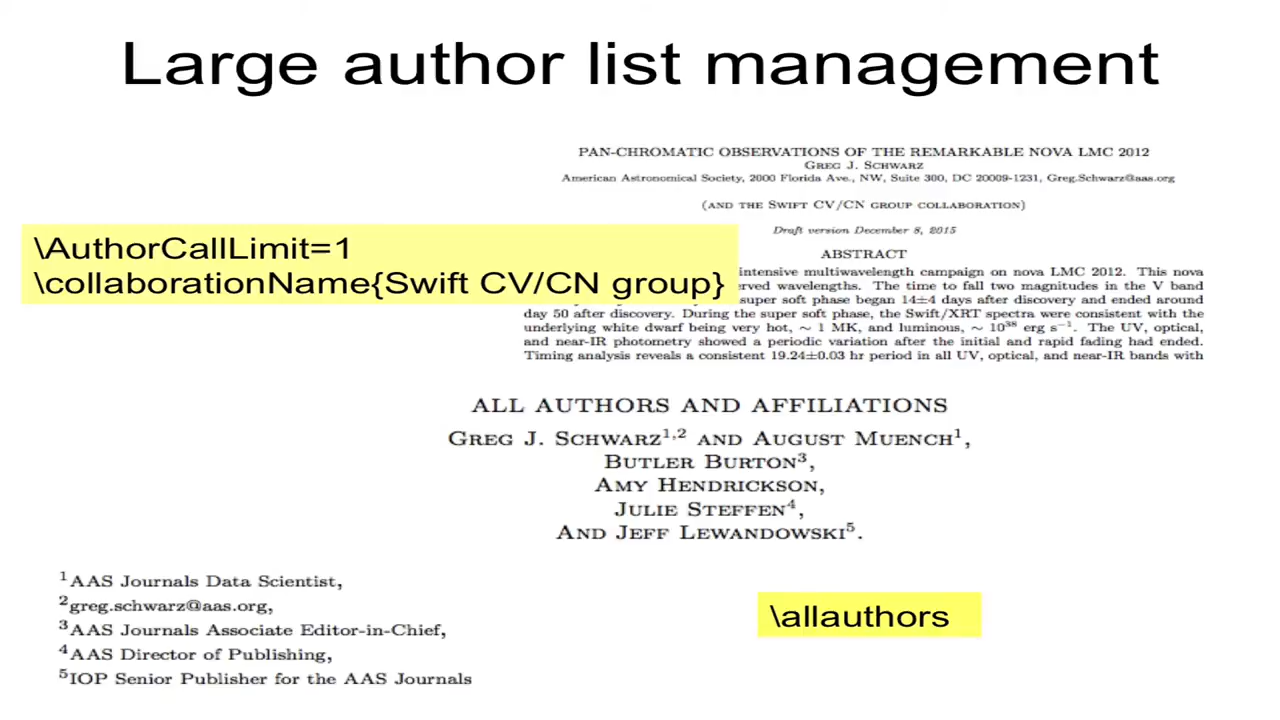 Large author list management
PAN-CHROMATIC OBSERVATIONS OF THE REMARKABLE NOVA LMC 2012
GREG J. SCHWARZ
American Astronomical Society, 2000 Florida Ave., NW, Suite 300, DC 20009-1231, Greg.Schwarz@aas.org
(AND THE SWIFT CV/CN GROUP COLLABORATION)
Draft version December 8, 2015
ABSTRACT
\AuthorCallLimit=1
\collaborationName{Swift CV/CN group}
intensive multiwavelength campaign on nova LMC 2012. This nova
erved wavelengths. The time to fall two magnitudes in the V band
super soft phase began 14±4 days after discovery and ended around
day 50 after discovery. During the super soft phase, the Swift/XRT spectra were consistent with the
underlying white dwarf being very hot, ∼ 1 MK, and luminous, ∼ 10³⁸ erg s⁻¹. The UV, optical,
and near-IR photometry showed a periodic variation after the initial and rapid fading had ended.
Timing analysis reveals a consistent 19.24±0.03 hr period in all UV, optical, and near-IR bands with
ALL AUTHORS AND AFFILIATIONS
GREG J. SCHWARZ¹,² AND AUGUST MUENCH¹,
BUTLER BURTON³,
AMY HENDRICKSON,
JULIE STEFFEN⁴,
AND JEFF LEWANDOWSKI⁵.
¹AAS Journals Data Scientist,
²greg.schwarz@aas.org,
³AAS Journals Associate Editor-in-Chief,
⁴AAS Director of Publishing,
⁵IOP Senior Publisher for the AAS Journals
\allauthors